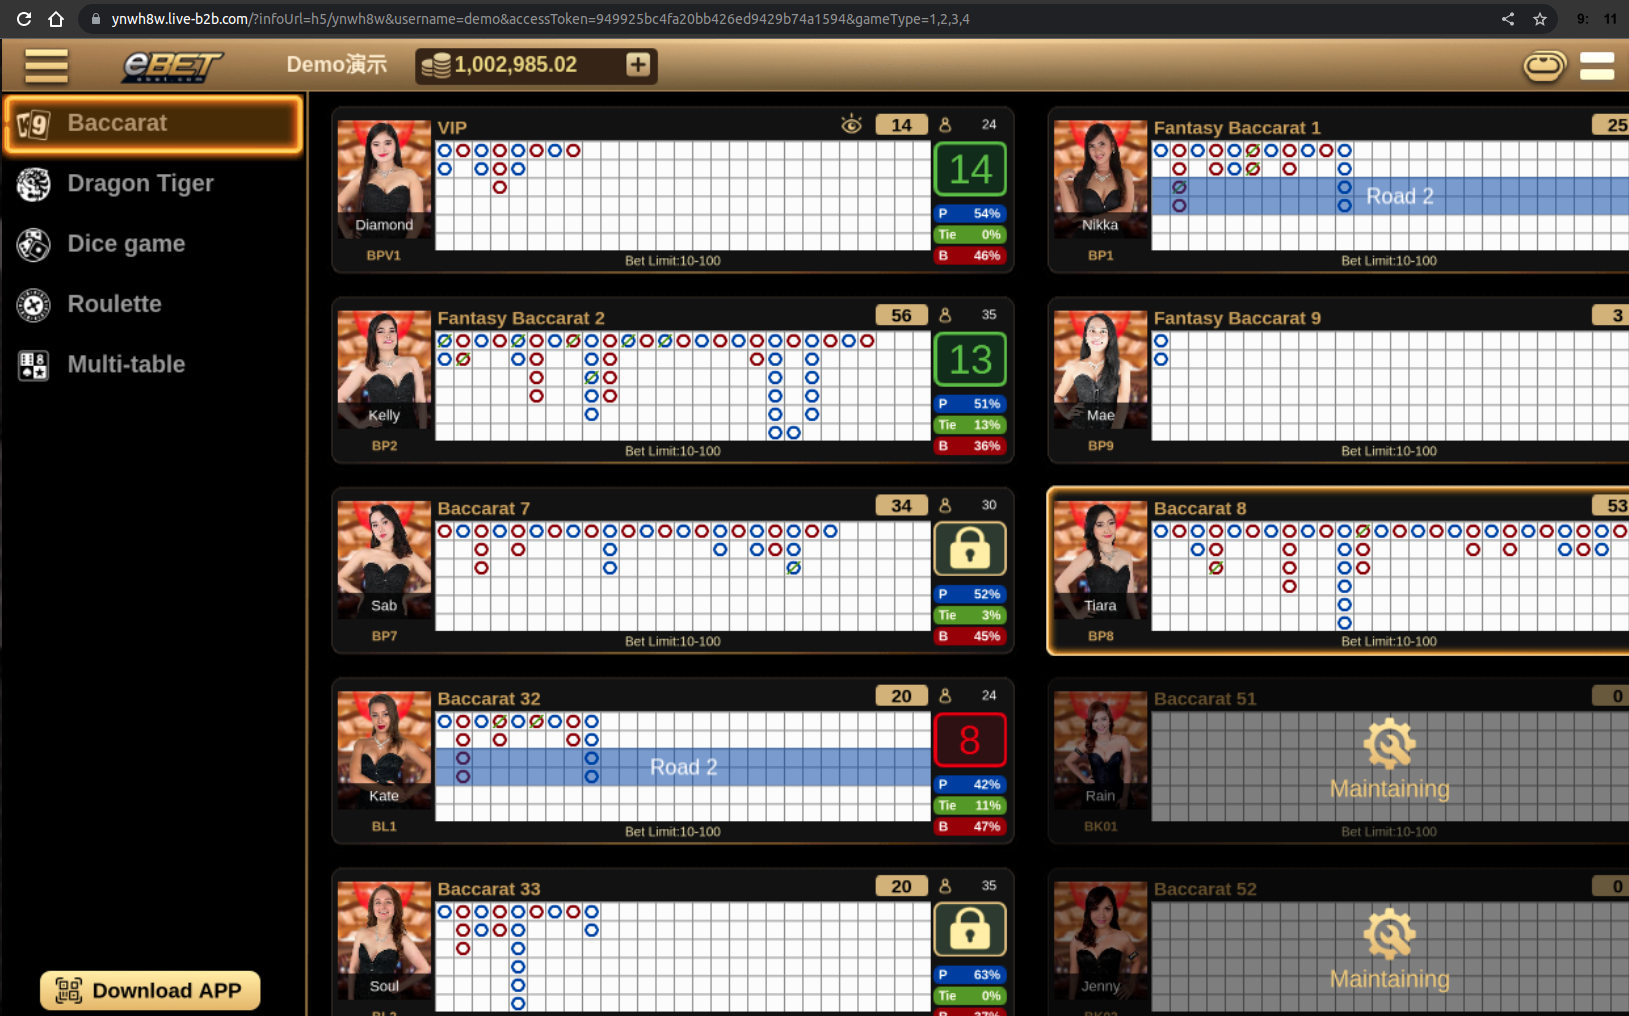 ynwh8w.live-b2b.com/?infoUrl=h5/ynwh8w&username=demo&accessToken=949925bc4fa20bb426ed9429b74a1594&gameType=1,2,3,4
9: 11
eBET
ebet.com
Demo演示
1,002,985.02
Baccarat
Dragon Tiger
Dice game
Roulette
Multi-table
Download APP
VIP
14
24
Diamond
BPV1
14
P 54%
Tie 0%
B 46%
Bet Limit:10-100
Fantasy Baccarat 1
25
Nikka
BP1
Road 2
Bet Limit:10-100
Fantasy Baccarat 2
56
35
Kelly
BP2
13
P 51%
Tie 13%
B 36%
Bet Limit:10-100
Fantasy Baccarat 9
3
Mae
BP9
Bet Limit:10-100
Baccarat 7
34
30
Sab
BP7
P 52%
Tie 3%
B 45%
Bet Limit:10-100
Baccarat 8
53
Tiara
BP8
Bet Limit:10-100
Baccarat 32
20
24
Kate
BL1
Road 2
8
P 42%
Tie 11%
B 47%
Bet Limit:10-100
Baccarat 51
0
Rain
BK01
Maintaining
Bet Limit:10-100
Baccarat 33
20
35
Soul
P 63%
Tie 0%
B 37%
Baccarat 52
0
Jenny
Maintaining